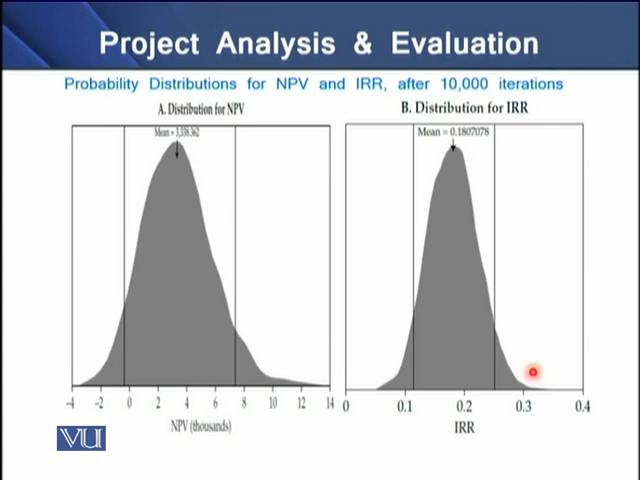 Project Analysis & Evaluation
Probability Distributions for NPV and IRR, after 10,000 iterations
A. Distribution for NPV
Mean = 3,338.362
-4 -2 0 2 4 6 8 10 12 14
NPV (thousands)
B. Distribution for IRR
Mean = 0.1807078
0 0.1 0.2 0.3 0.4
IRR
VU